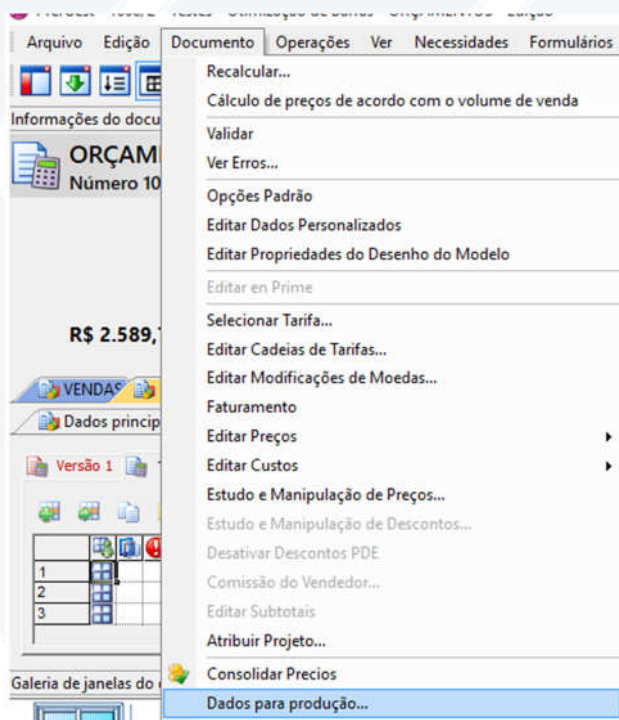 Arquivo Edição Documento Operações Ver Necessidades Formulários
Recalcular...
Cálculo de preços de acordo com o volume de venda
Informações do docu
Validar
ORÇAM
Ver Erros...
Número 10
Opções Padrão
Editar Dados Personalizados
Editar Propriedades do Desenho do Modelo
Editar en Prime
Selecionar Tarifa...
R$ 2.589,
Editar Cadeias de Tarifas...
Editar Modificações de Moedas...
VENDAS
Faturamento
Dados princip
Editar Preços
Versão 1
Editar Custos
Estudo e Manipulação de Preços...
Estudo e Manipulação de Descontos...
Desativar Descontos PDE
1
Comissão do Vendedor...
2
Editar Subtotais
3
Atribuir Projeto...
Consolidar Precios
Galeria de janelas do
Dados para produção...